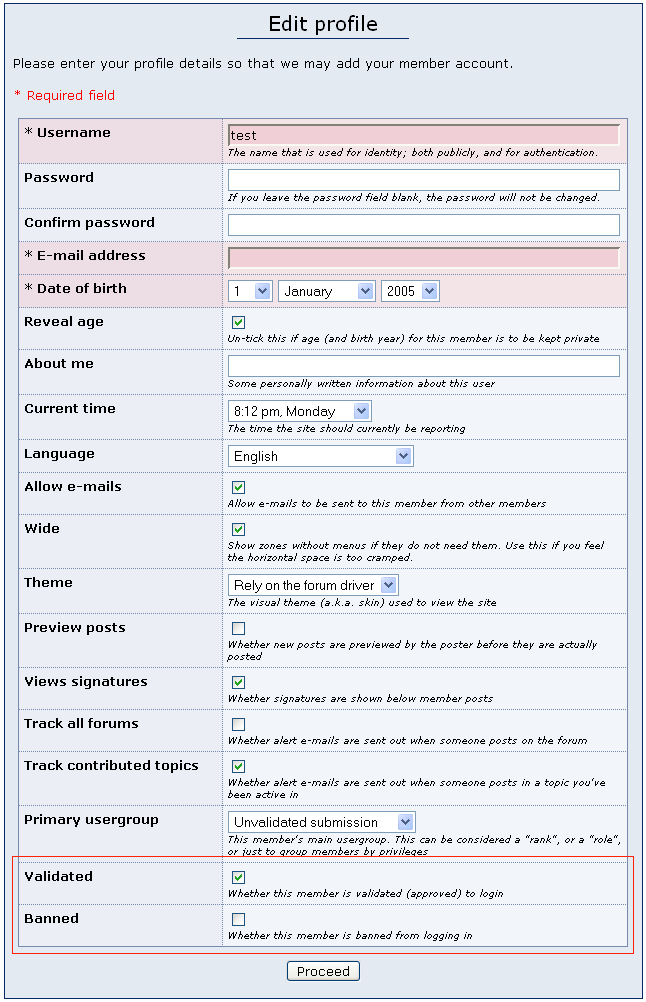 Edit profile
Please enter your profile details so that we may add your member account.
* Required field
* Username
test
The name that is used for identity; both publicly, and for authentication.
Password
If you leave the password field blank, the password will not be changed.
Confirm password
* E-mail address
* Date of birth
1 January 2005
Reveal age
Un-tick this if age (and birth year) for this member is to be kept private
About me
Some personally written information about this user
Current time
8:12 pm, Monday
The time the site should currently be reporting
Language
English
Allow e-mails
Allow e-mails to be sent to this member from other members
Wide
Show zones without menus if they do not need them. Use this if you feel
the horizontal space is too cramped.
Theme
Rely on the forum driver
The visual theme (a.k.a. skin) used to view the site
Preview posts
Whether new posts are previewed by the poster before they are actually
posted
Views signatures
Whether signatures are shown below member posts
Track all forums
Whether alert e-mails are sent out when someone posts on the forum
Track contributed topics
Whether alert e-mails are sent out when someone posts in a topic you've
been active in
Primary usergroup
Unvalidated submission
This member's main usergroup. This can be considered a "rank", or a "role",
or just to group members by privileges
Validated
Whether this member is validated (approved) to login
Banned
Whether this member is banned from logging in
Proceed